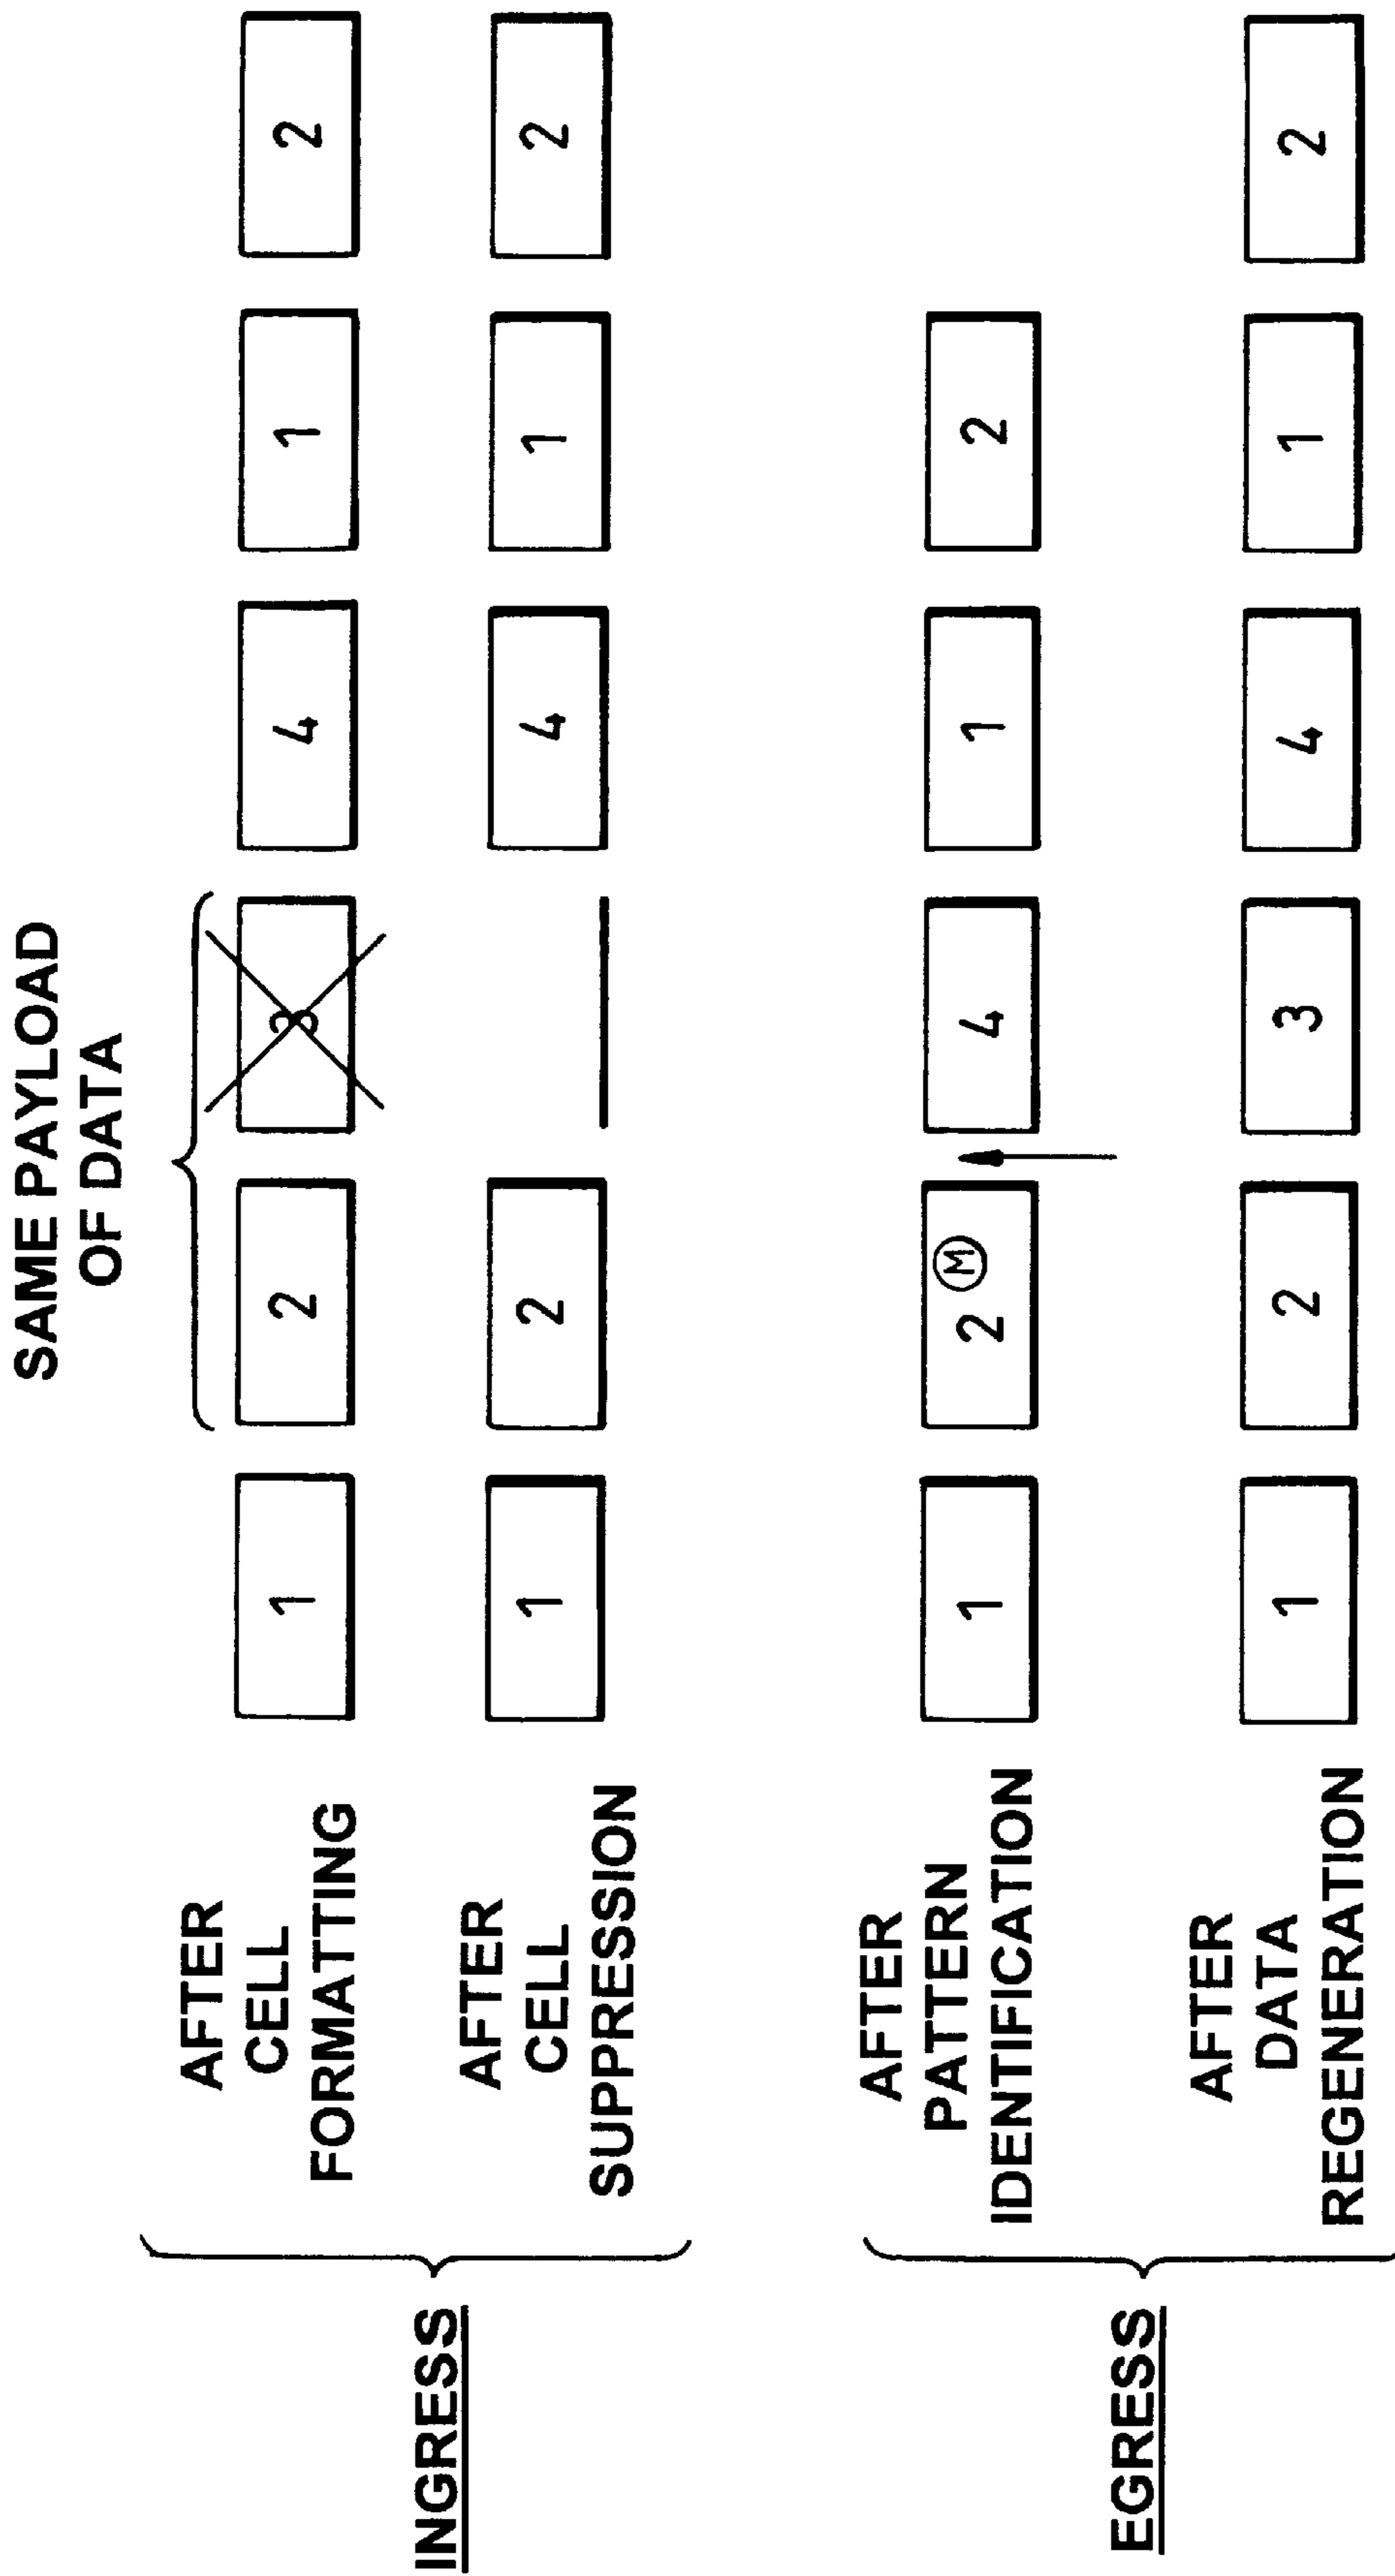 SAME PAYLOAD
OF DATA
INGRESS
AFTER
CELL
FORMATTING
1 2 3 4 1 2
AFTER
CELL
SUPPRESSION
1 2 4 1 2
EGRESS
AFTER
PATTERN
IDENTIFICATION
1 2 M 4 1 2
AFTER
DATA
REGENERATION
1 2 3 4 1 2